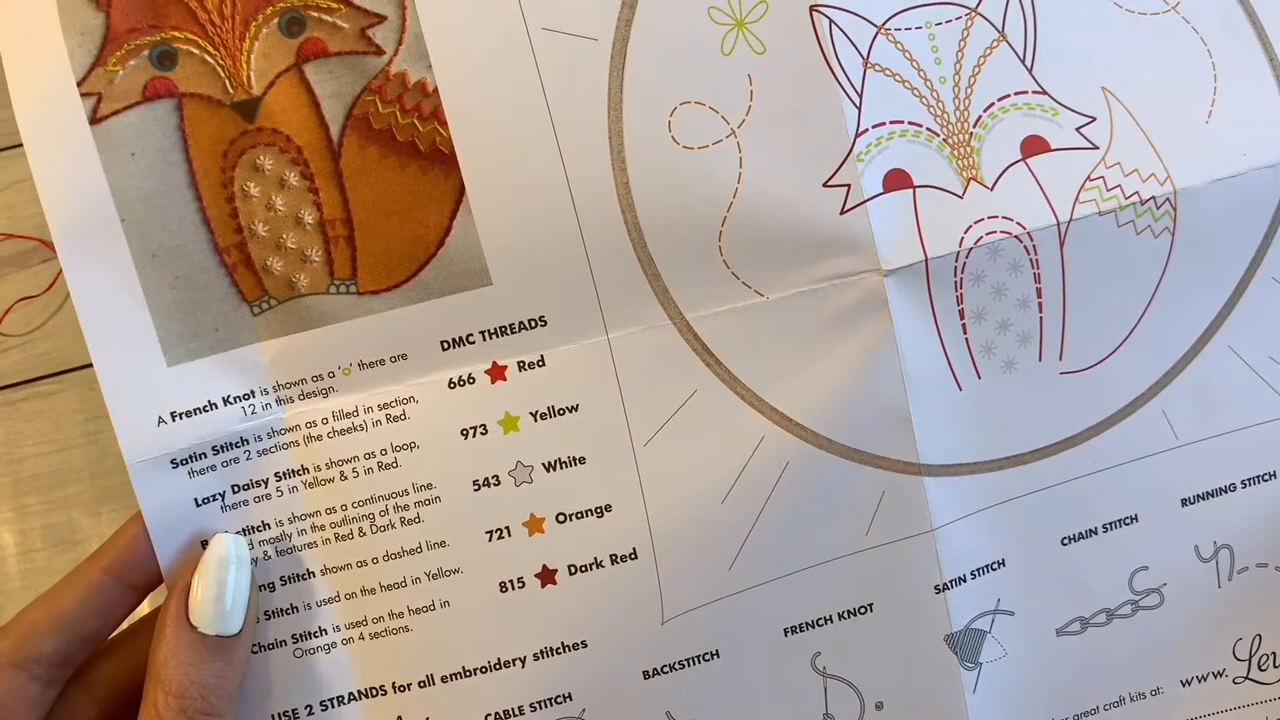 A French Knot is shown as a 'o' there are
12 in this design.
Satin Stitch is shown as a filled in section,
there are 2 sections (the cheeks) in Red.
Lazy Daisy Stitch is shown as a loop,
there are 5 in Yellow & 5 in Red.
stitch is shown as a continuous line.
mostly in the outlining of the main
& features in Red & Dark Red.
Stitch shown as a dashed line.
Stitch is used on the head in Yellow.
Chain Stitch is used on the head in
Orange on 4 sections.
USE 2 STRANDS for all embroidery stitches
DMC THREADS
666 Red
973 Yellow
543 White
721 Orange
815 Dark Red
CABLE STITCH
BACKSTITCH
FRENCH KNOT
SATIN STITCH
CHAIN STITCH
RUNNING STITCH
great craft kits at:
www.